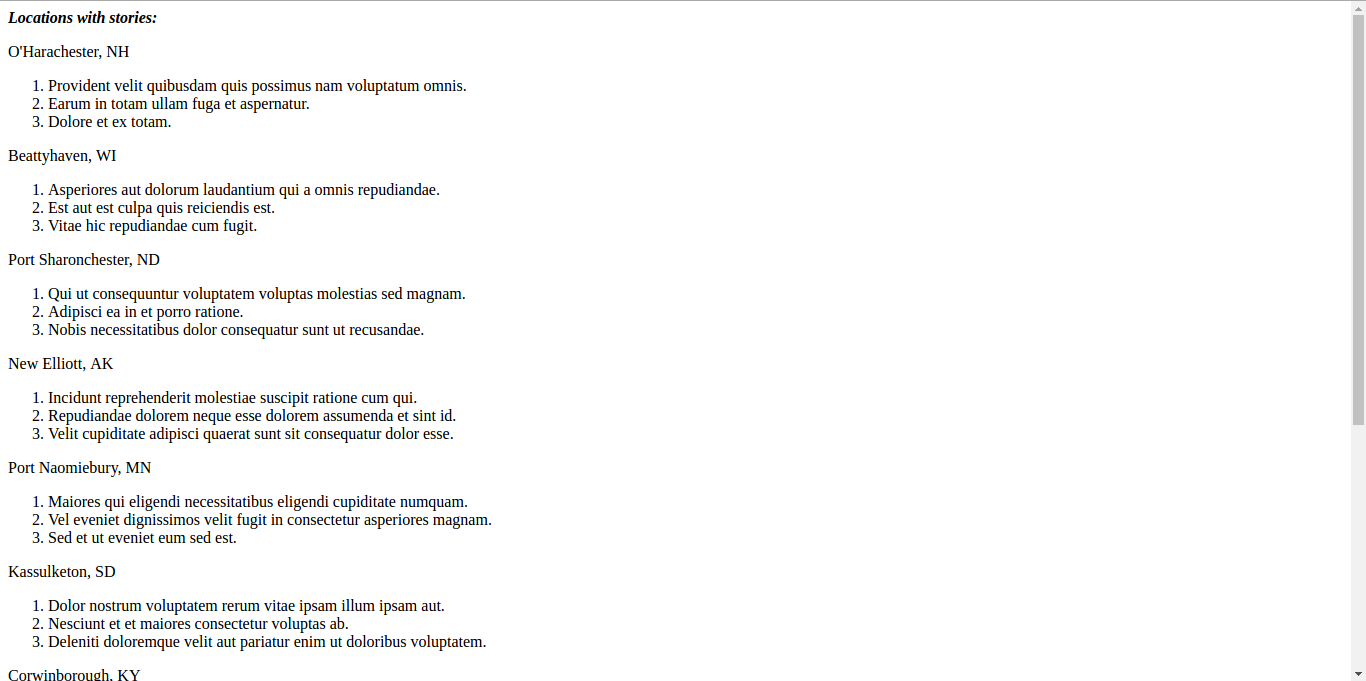 Locations with stories:
O'Harachester, NH
1. Provident velit quibusdam quis possimus nam voluptatum omnis.
2. Earum in totam ullam fuga et aspernatur.
3. Dolore et ex totam.
Beattyhaven, WI
1. Asperiores aut dolorum laudantium qui a omnis repudiandae.
2. Est aut est culpa quis reiciendis est.
3. Vitae hic repudiandae cum fugit.
Port Sharonchester, ND
1. Qui ut consequuntur voluptatem voluptas molestias sed magnam.
2. Adipisci ea in et porro ratione.
3. Nobis necessitatibus dolor consequatur sunt ut recusandae.
New Elliott, AK
1. Incidunt reprehenderit molestiae suscipit ratione cum qui.
2. Repudiandae dolorem neque esse dolorem assumenda et sint id.
3. Velit cupiditate adipisci quaerat sunt sit consequatur dolor esse.
Port Naomiebury, MN
1. Maiores qui eligendi necessitatibus eligendi cupiditate numquam.
2. Vel eveniet dignissimos velit fugit in consectetur asperiores magnam.
3. Sed et ut eveniet eum sed est.
Kassulketon, SD
1. Dolor nostrum voluptatem rerum vitae ipsam illum ipsam aut.
2. Nesciunt et et maiores consectetur voluptas ab.
3. Deleniti doloremque velit aut pariatur enim ut doloribus voluptatem.
Corwinborough, KY